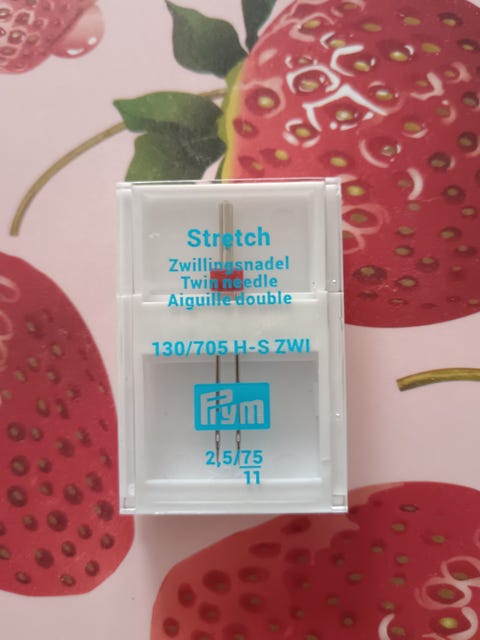 Stretch
Zwillingsnadel
Twin needle
Aiguille double
130/705 H-S ZWI
Prym
2,5/75
11